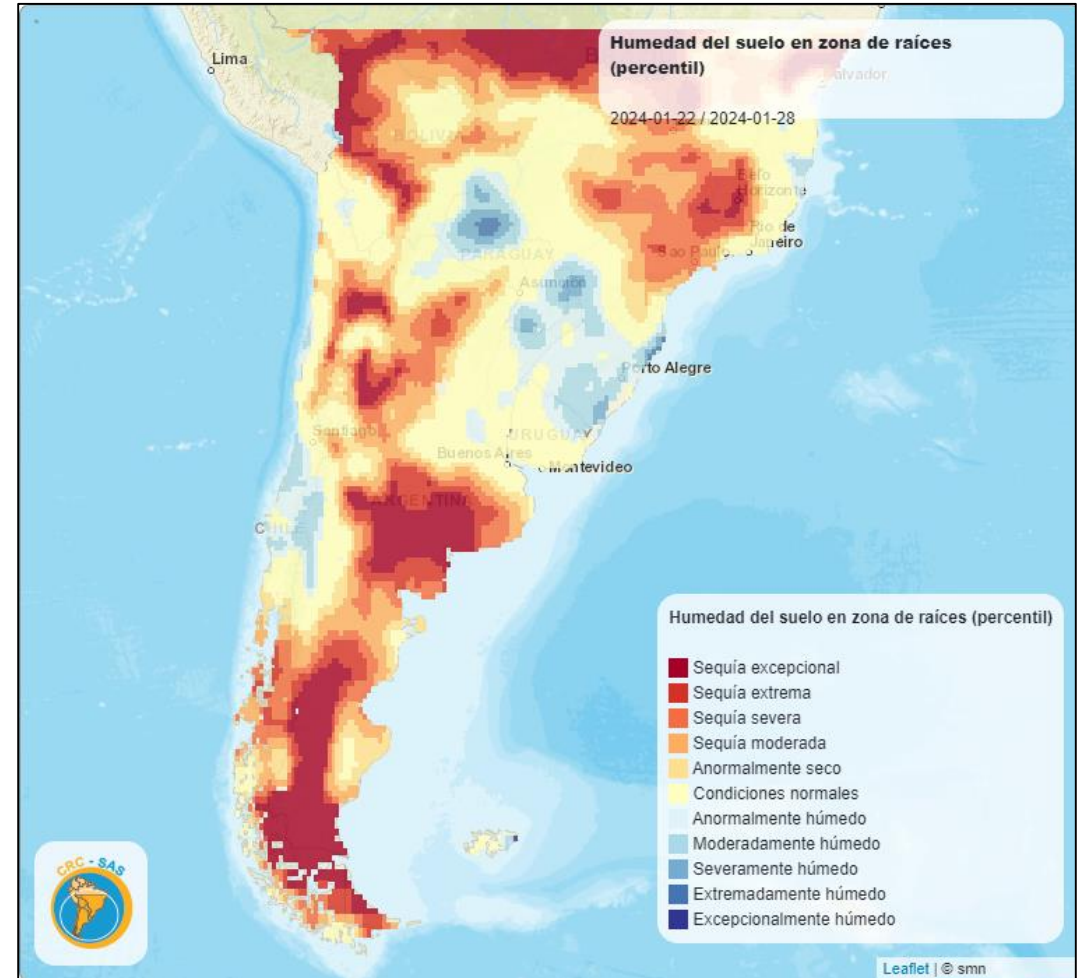 Lima
Humedad del suelo en zona de raíces
(percentil)
2024-01-22 / 2024-01-28
alvador
BOLIVIA
Belo
Horizonte
Rio de
Janeiro
Sao Paulo
PARAGUAY
Asunción
Porto Alegre
Santiago
URUGUAY
Buenos Aires
Montevideo
ARGENTINA
CHILE
Humedad del suelo en zona de raíces (percentil)
Sequía excepcional
Sequía extrema
Sequía severa
Sequía moderada
Anormalmente seco
Condiciones normales
Anormalmente húmedo
Moderadamente húmedo
Severamente húmedo
Extremadamente húmedo
Excepcionalmente húmedo
CRC - SAS
Leaflet | © smn